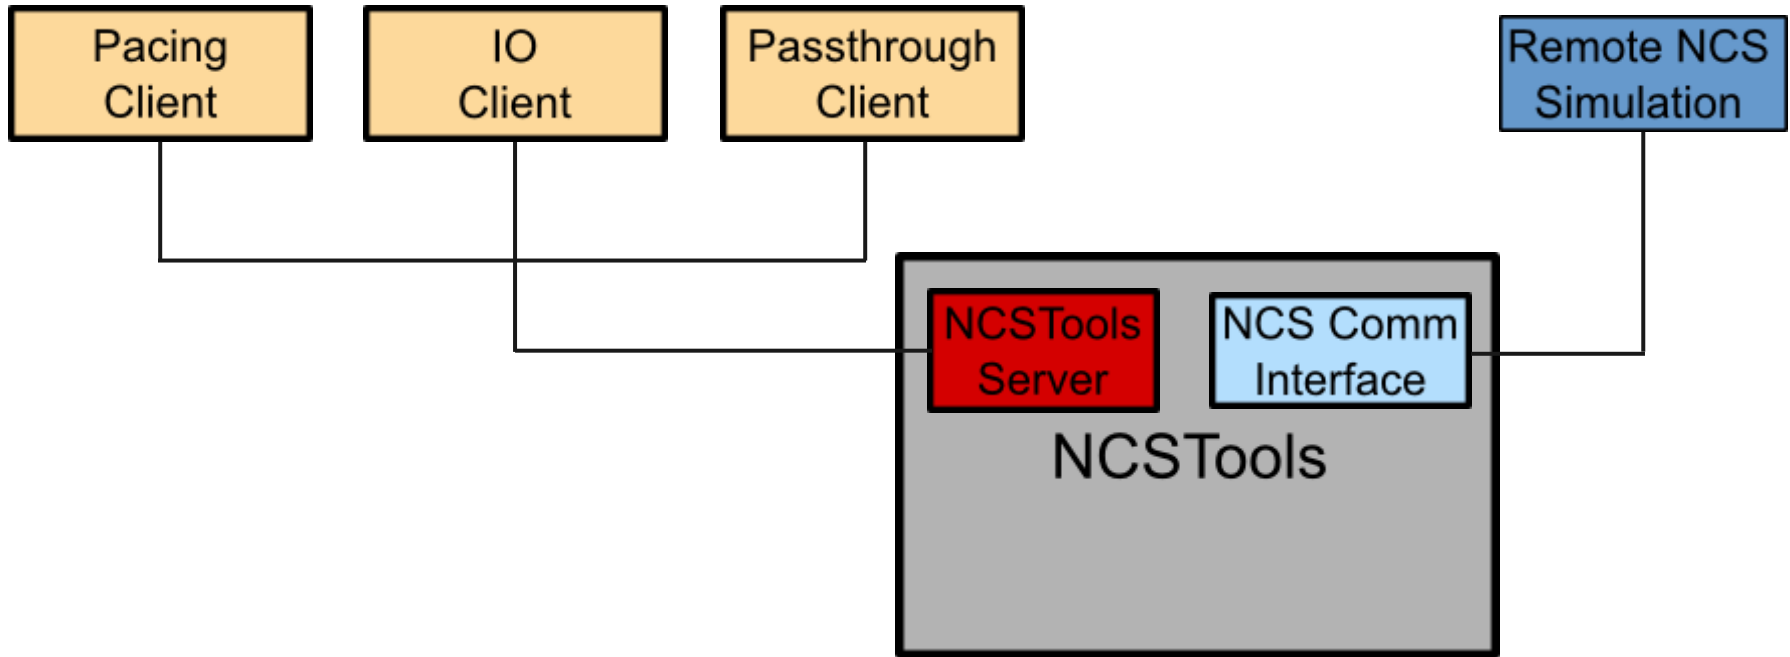 Pacing
Client
IO
Client
Passthrough
Client
Remote NCS
Simulation
NCSTools
Server
NCS Comm
Interface
NCSTools